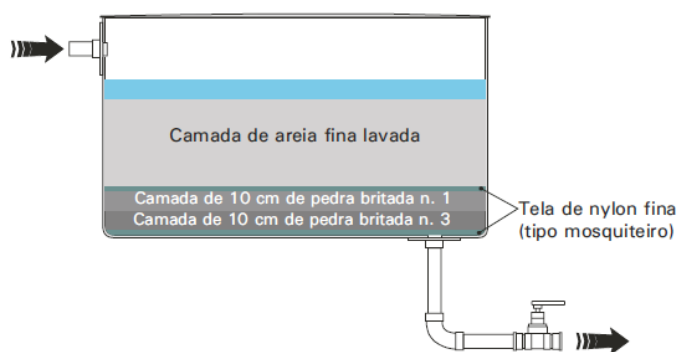 Camada de areia fina lavada
Camada de 10 cm de pedra britada n. 1
Camada de 10 cm de pedra britada n. 3
Tela de nylon fina
(tipo mosquiteiro)